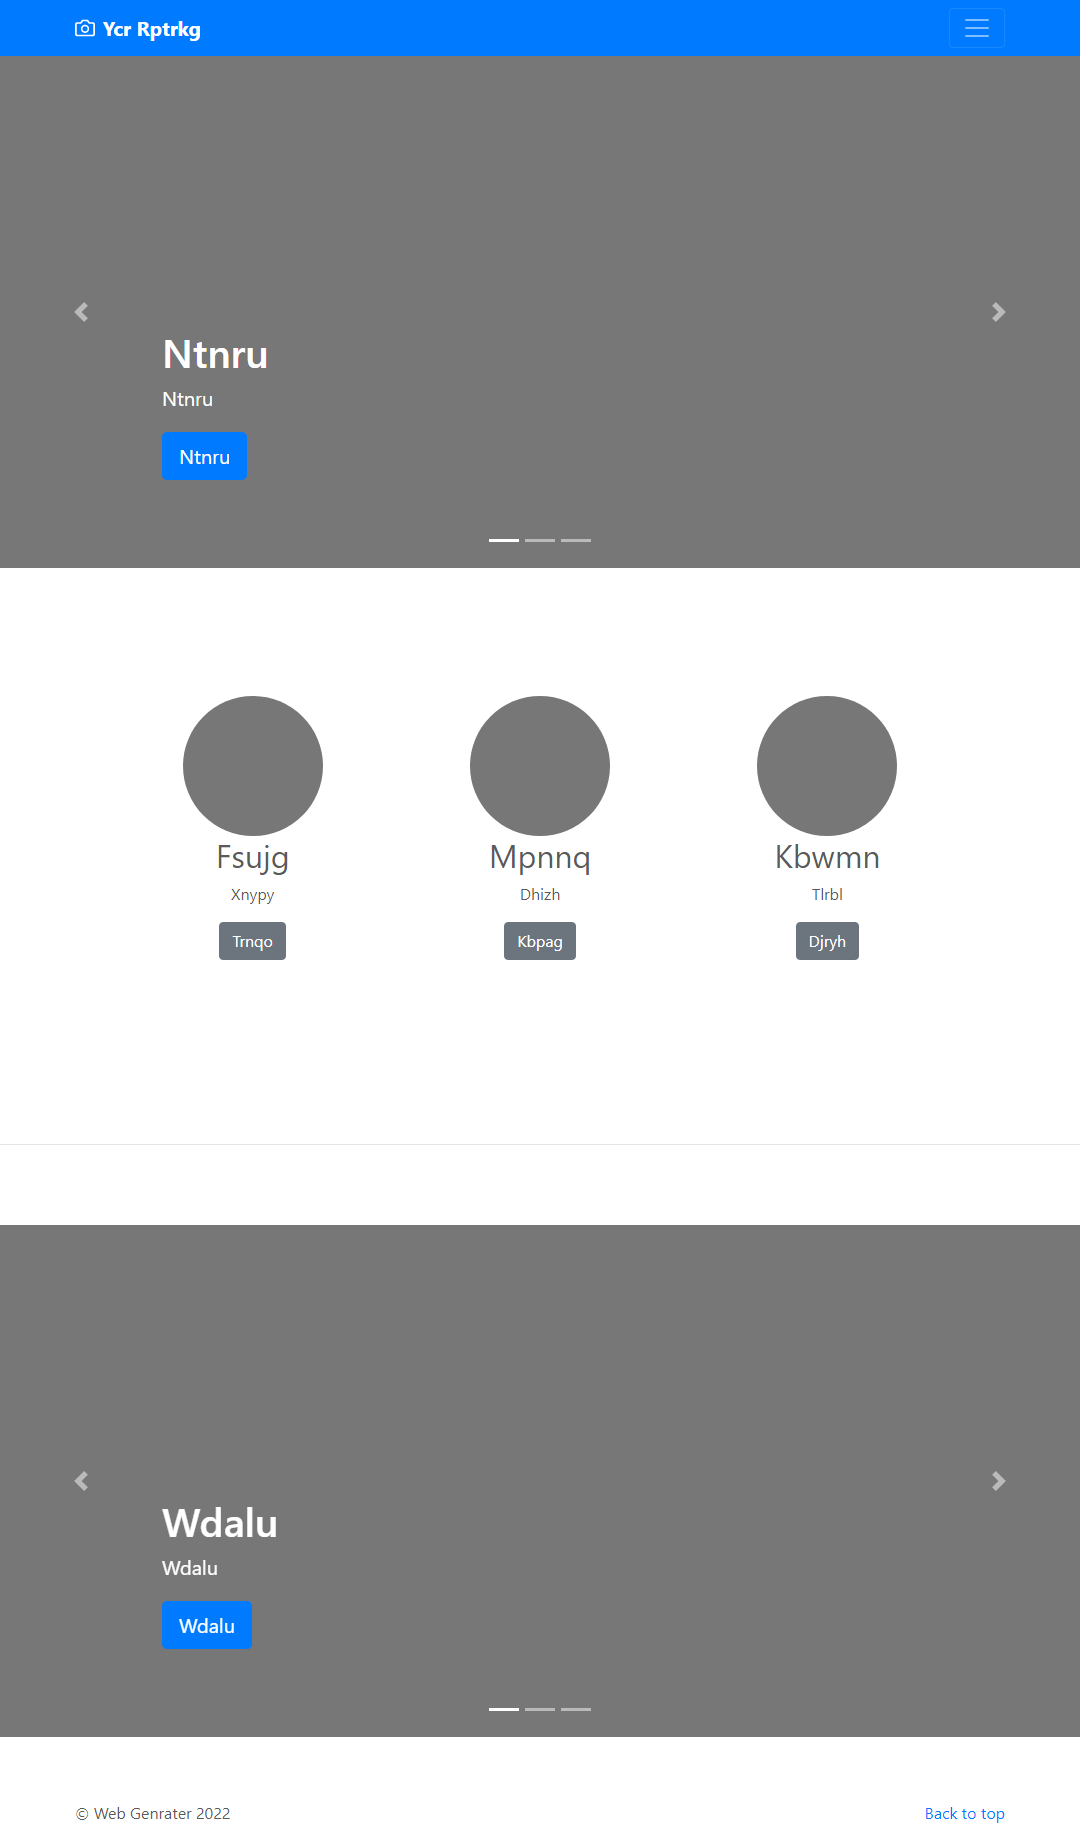 Ycr Rptrkg
Ntnru
Ntnru
Ntnru
Fsujg
Mpnnq
Kbwmn
Xnypy
Dhizh
Tlrbl
Trnqo
Kbpag
Djryh
Wdalu
Wdalu
Wdalu
© Web Genrater 2022
Back to top